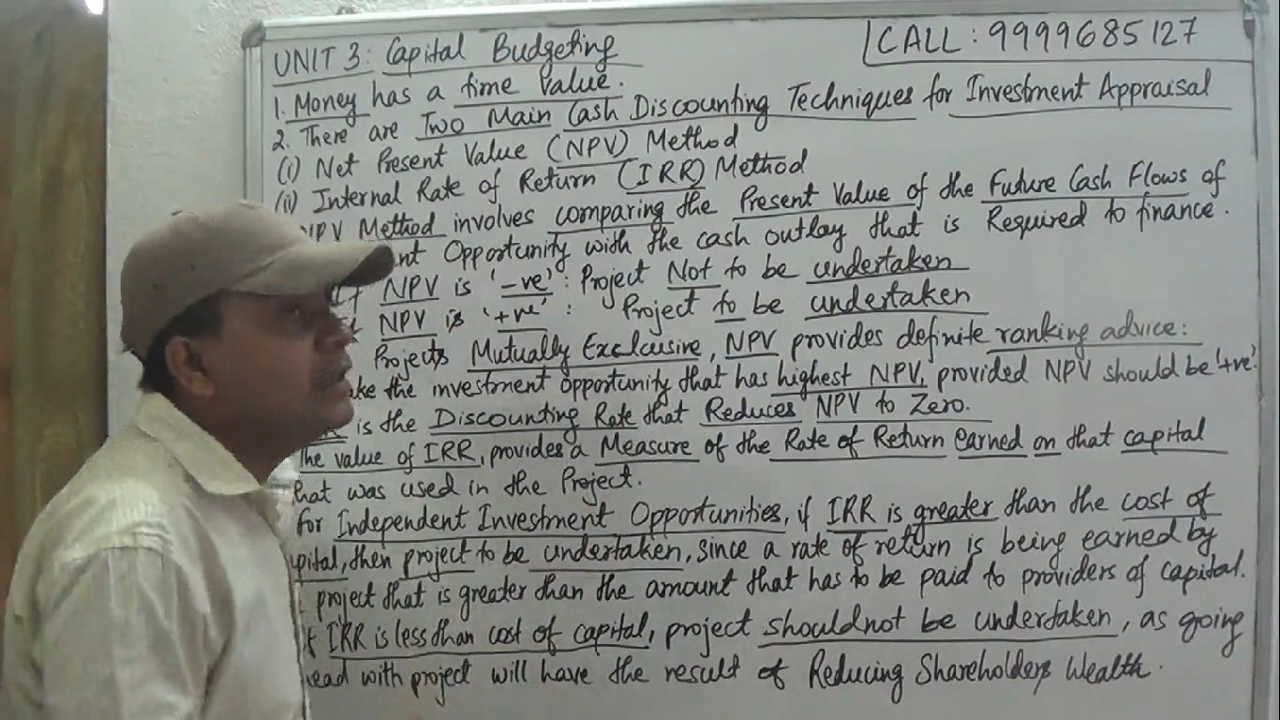 UNIT 3: Capital Budgeting
CALL: 9999685127
1. Money has a time value.
2. There are Two Main Cash Discounting Techniques for Investment Appraisal
(i) Net Present Value (NPV) Method
(ii) Internal Rate of Return (IRR) Method
NPV Method involves comparing the Present Value of the Future Cash Flows of
Opportunity with the cash outlay that is Required to finance.
NPV is '-ve': Project Not to be undertaken
NPV is '+ve': Project to be undertaken
Projects Mutually Exclusive, NPV provides definite ranking advice:
the investment opportunity that has highest NPV, provided NPV should be '+ve'.
is the Discounting Rate that Reduces NPV to Zero.
The value of IRR, provides a Measure of the Rate of Return earned on that capital
that was used in the Project.
For Independent Investment Opportunities, if IRR is greater than the cost of
then project to be undertaken, since a rate of return is being earned by
project that is greater than the amount that has to be paid to providers of capital.
IRR is less than cost of capital, project should not be undertaken, as going
with project will have the result of Reducing Shareholders Wealth.